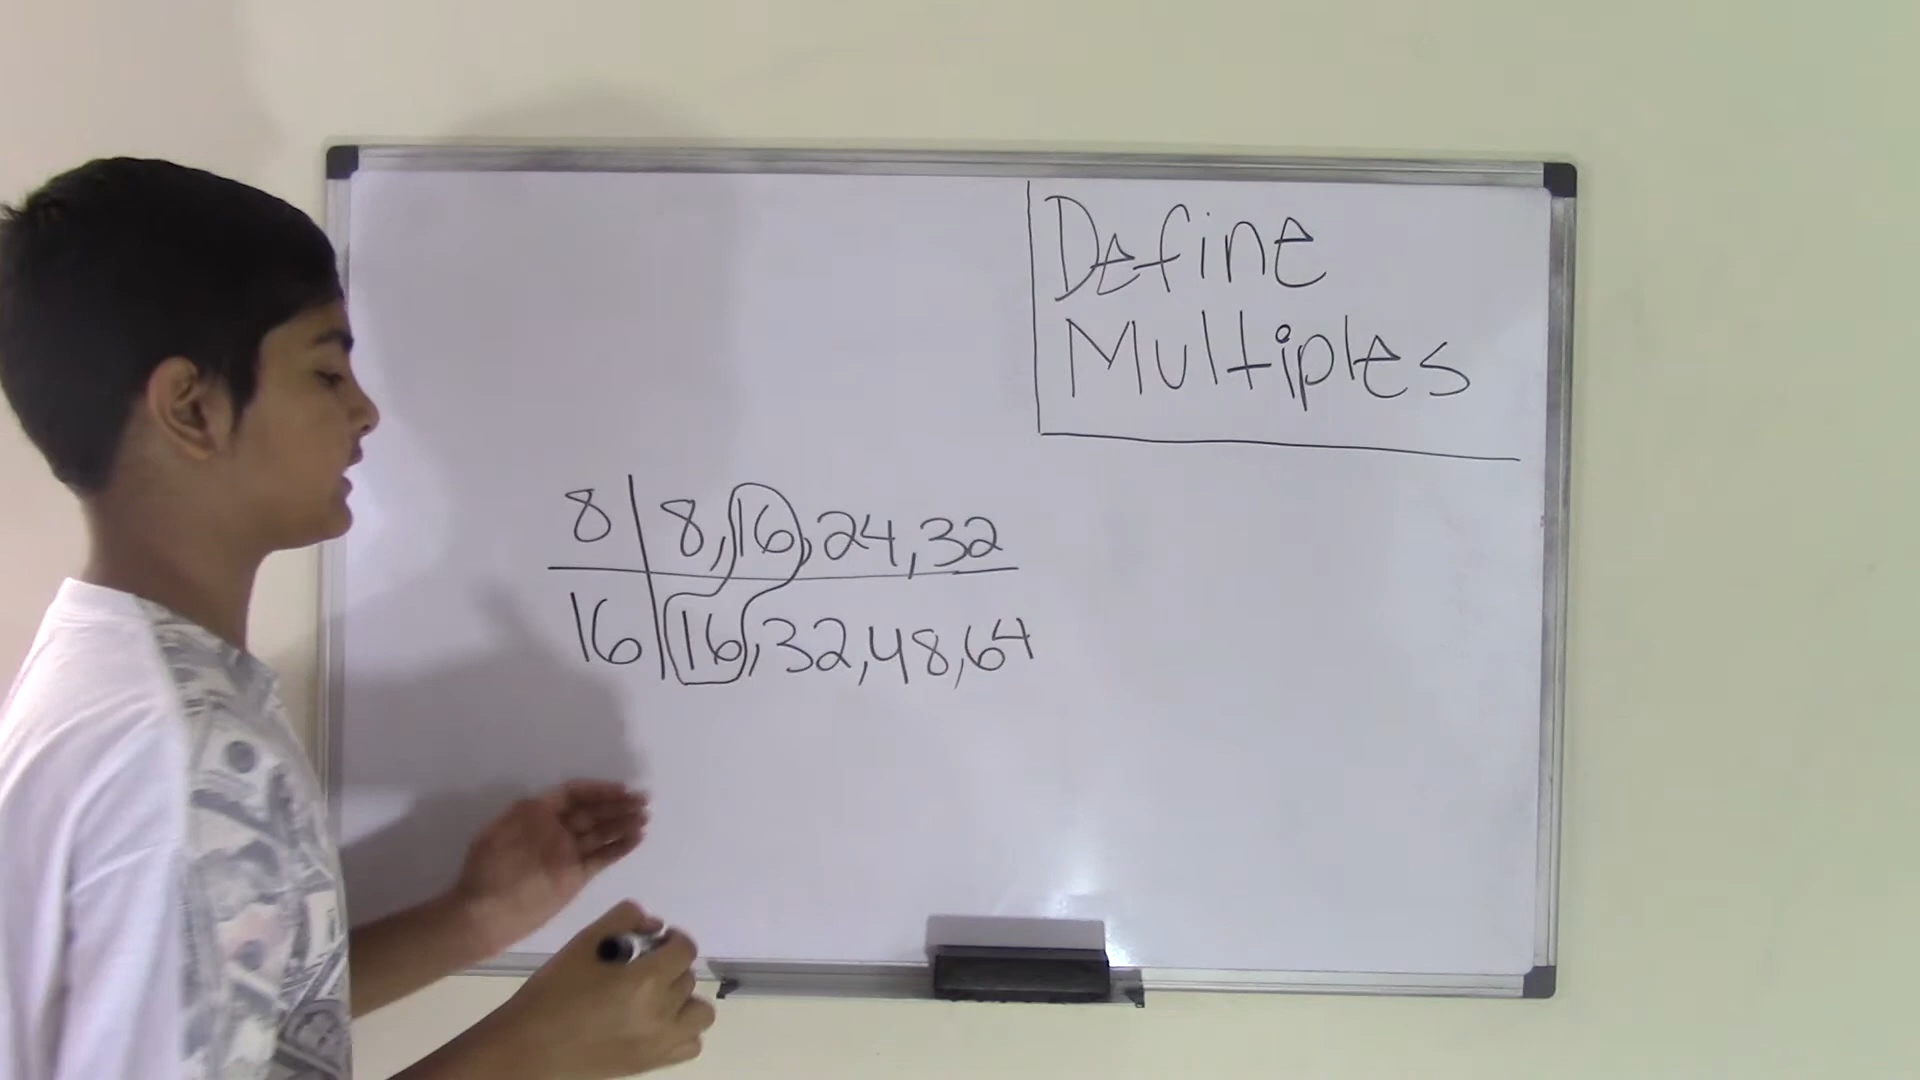 Define
Multiples
8 | 8, 16, 24, 32
16 | 16, 32, 48, 64